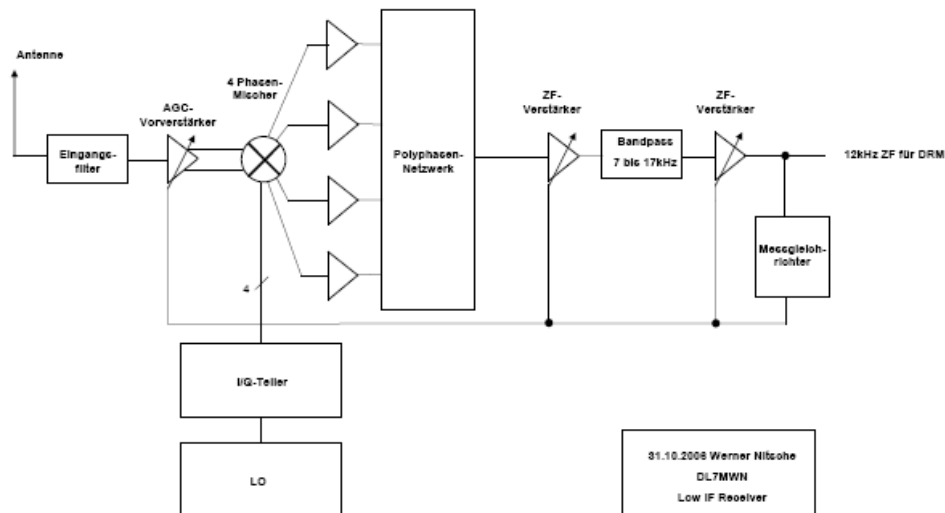 Antenne
4 Phasen-
Mischer
AGC-
Vorverstärker
Eingangs-
filter
Polyphasen-
Netzwerk
ZF-
Verstärker
Bandpass
7 bis 17kHz
ZF-
Verstärker
12kHz ZF für DRM
Messgleich-
richter
4
I/Q-Teiler
LO
31.10.2006 Werner Nitsche
DL7MWN
Low IF Receiver